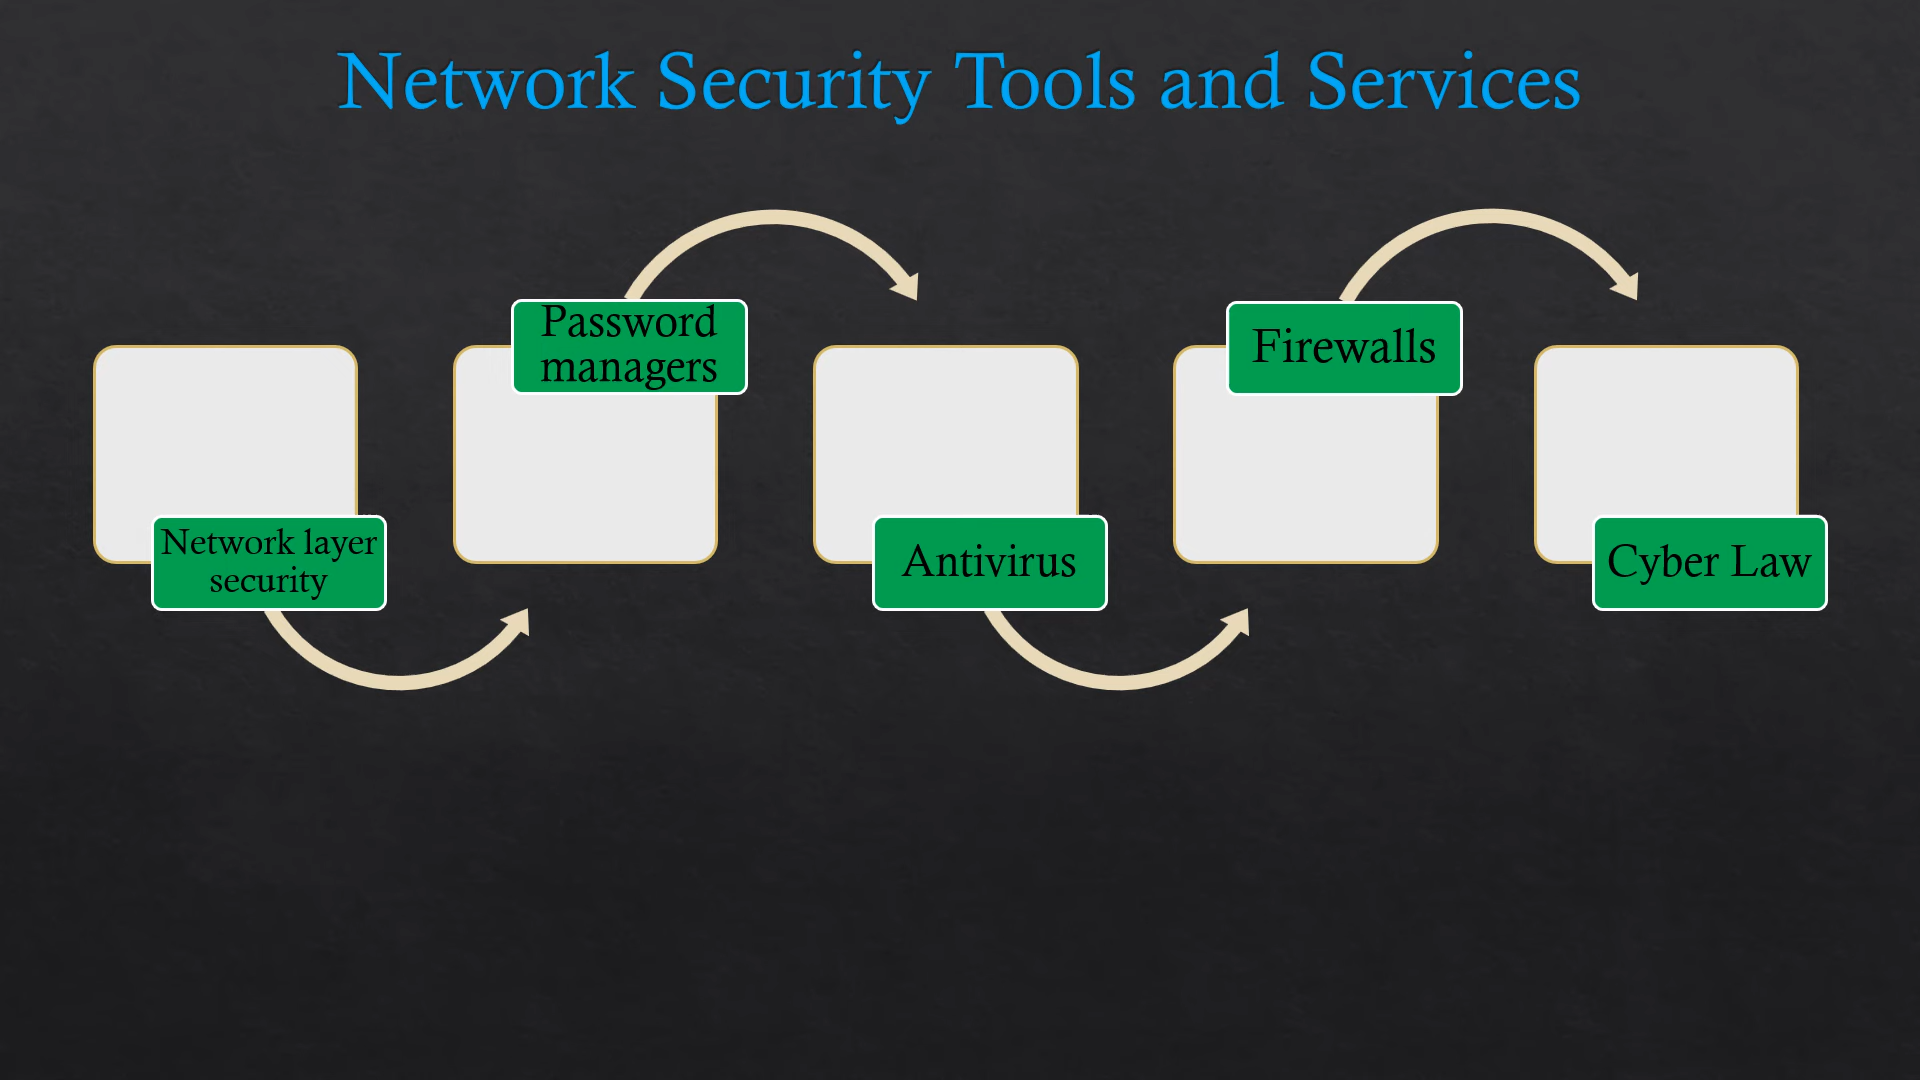 Network Security Tools and Services
Network layer
security
Password
managers
Antivirus
Firewalls
Cyber Law